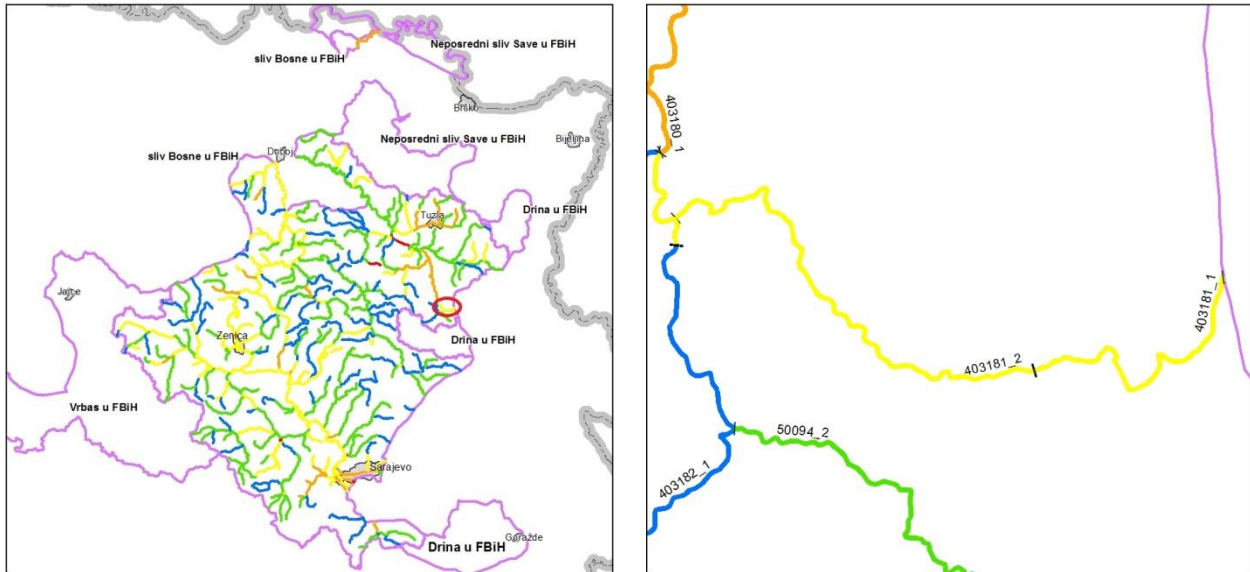 Neposredni sliv Save u FBiH
sliv Bosne u FBiH
Brčko
Bijeljina
Neposredni sliv Save u FBiH
Doboj
sliv Bosne u FBiH
Drina u FBiH
Tuzla
Jajce
Zenica
Drina u FBiH
Vrbas u FBiH
Sarajevo
Drina u FBiH
Goražde
403180_1
403181_1
403181_2
50094_2
403182_1